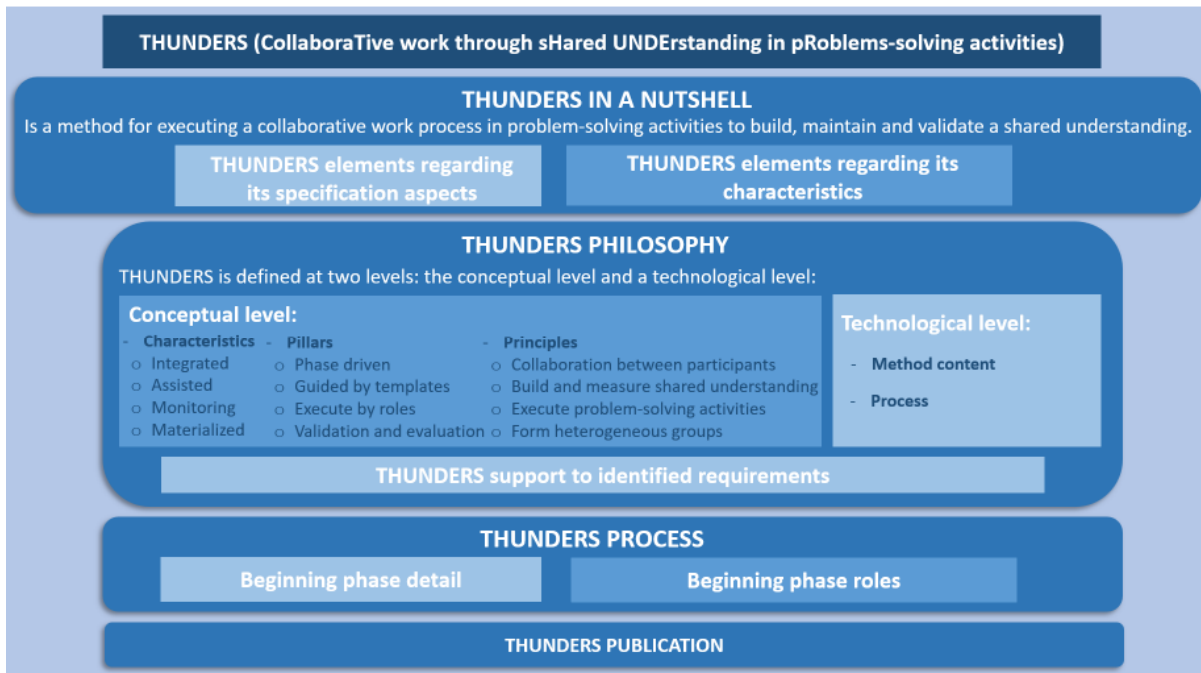 THUNDERS (CollaboraTive work through sHared UNDErstanding in pRoblems-solving activities)
THUNDERS IN A NUTSHELL
Is a method for executing a collaborative work process in problem-solving activities to build, maintain and validate a shared understanding.
THUNDERS elements regarding
its specification aspects
THUNDERS elements regarding its
characteristics
THUNDERS PHILOSOPHY
THUNDERS is defined at two levels: the conceptual level and a technological level:
Conceptual level:
- Characteristics
o Integrated
o Assisted
o Monitoring
o Materialized
- Pillars
o Phase driven
o Guided by templates
o Execute by roles
o Validation and evaluation
- Principles
o Collaboration between participants
o Build and measure shared understanding
o Execute problem-solving activities
o Form heterogeneous groups
Technological level:
- Method content
- Process
THUNDERS support to identified requirements
THUNDERS PROCESS
Beginning phase detail
Beginning phase roles
THUNDERS PUBLICATION